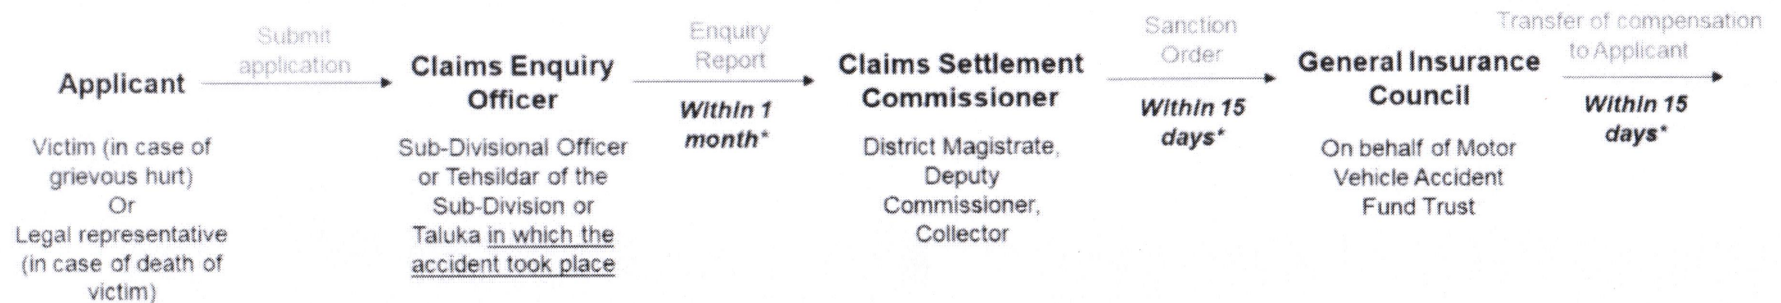 Applicant
Victim (in case of
grievous hurt)
Or
Legal representative
(in case of death of
victim)
Submit
application
Claims Enquiry
Officer
Sub-Divisional Officer
or Tehsildar of the
Sub-Division or
Taluka in which the
accident took place
Enquiry
Report
Within 1
month*
Claims Settlement
Commissioner
District Magistrate,
Deputy
Commissioner,
Collector
Sanction
Order
Within 15
days*
General Insurance
Council
On behalf of Motor
Vehicle Accident
Fund Trust
Transfer of compensation
to Applicant
Within 15
days*